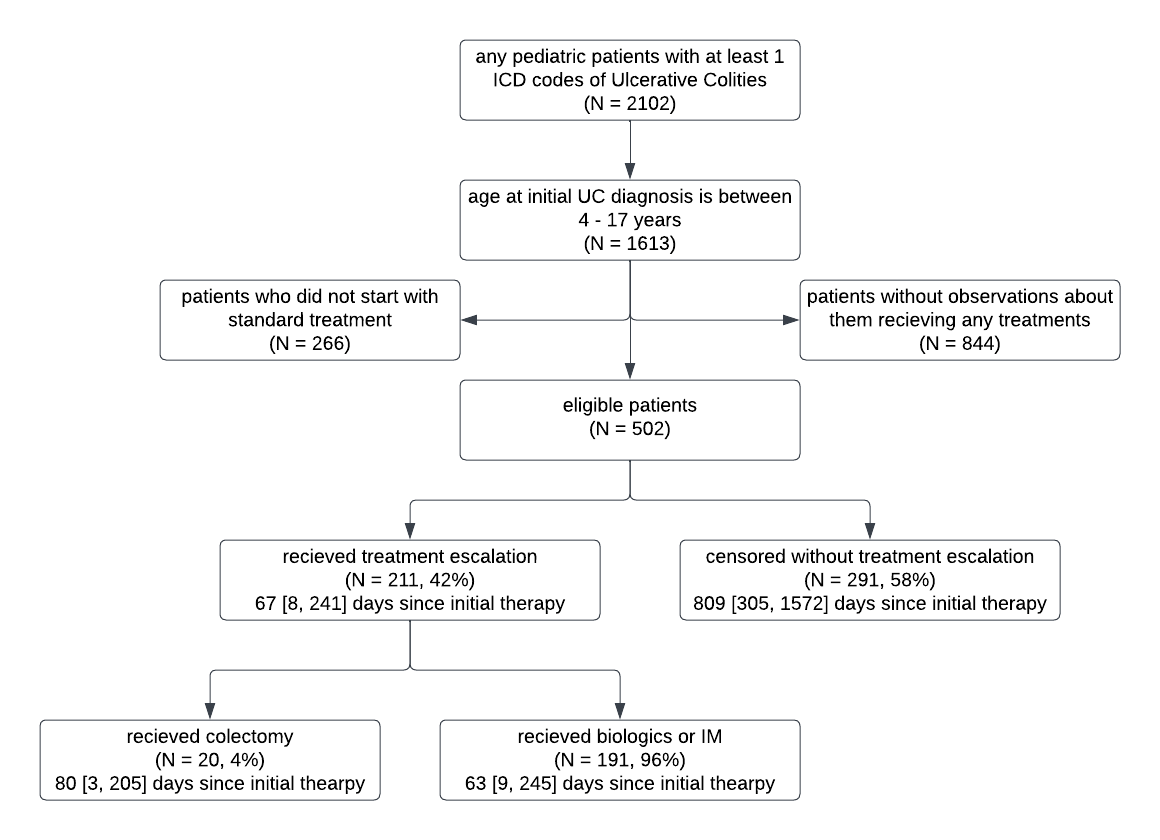 any pediatric patients with at least 1
ICD codes of Ulcerative Colities
(N = 2102)
age at initial UC diagnosis is between
4 - 17 years
(N = 1613)
patients who did not start with
standard treatment
(N = 266)
patients without observations about
them recieving any treatments
(N = 844)
eligible patients
(N = 502)
recieved treatment escalation
(N = 211, 42%)
67 [8, 241] days since initial therapy
censored without treatment escalation
(N = 291, 58%)
809 [305, 1572] days since initial therapy
recieved colectomy
(N = 20, 4%)
80 [3, 205] days since initial thearpy
recieved biologics or IM
(N = 191, 96%)
63 [9, 245] days since initial thearpy